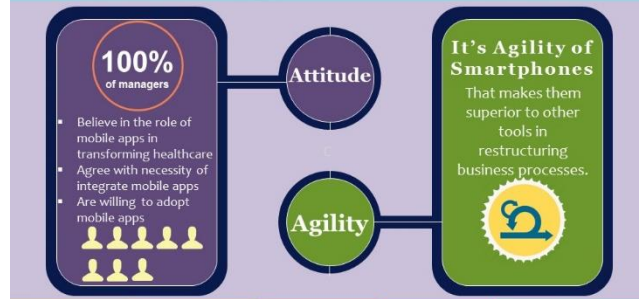 100%
of managers
▪ Believe in the role of
mobile apps in
transforming healthcare
▪ Agree with necessity of
integrate mobile apps
▪ Are willing to adopt
mobile apps
Attitude
Agility
It's Agility of
Smartphones
That makes them
superior to other
tools in
restructuring
business processes.